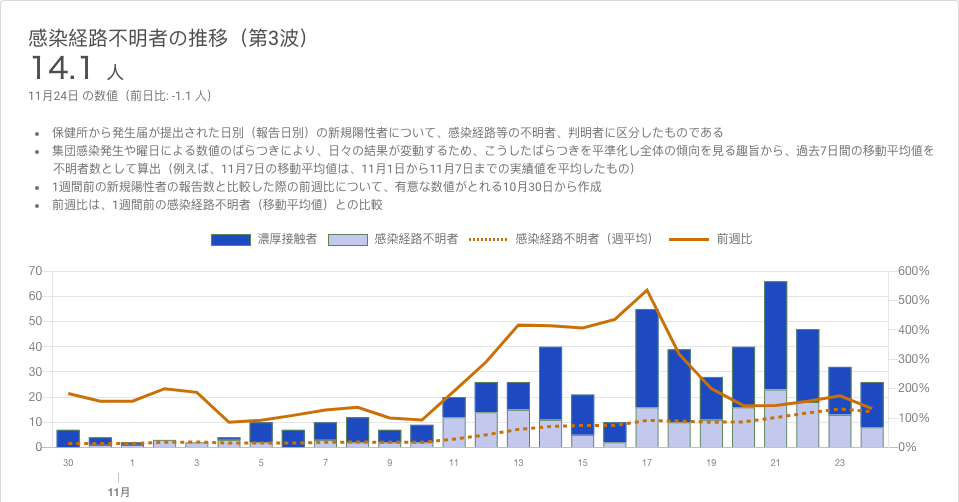 感染経路不明者の推移（第3波）
14.1 人
11月24日 の数値（前日比: -1.1 人）
• 保健所から発生届が提出された日別（報告日別）の新規陽性者について、感染経路等の不明者、判明者に区分したものである
• 集団感染発生や曜日による数値のばらつきにより、日々の結果が変動するため、こうしたばらつきを平準化し全体の傾向を見る趣旨から、過去7日間の移動平均値を
不明者数として算出（例えば、11月7日の移動平均値は、11月1日から11月7日までの実績値を平均したもの）
• 1週間前の新規陽性者の報告数と比較した際の前週比について、有意な数値がとれる10月30日から作成
• 前週比は、1週間前の感染経路不明者（移動平均値）との比較
濃厚接触者 感染経路不明者 感染経路不明者（週平均） 前週比
70 600%
60 500%
50 400%
40 300%
30 200%
20 100%
10 0%
0
30 1 3 5 7 9 11 13 15 17 19 21 23
11月